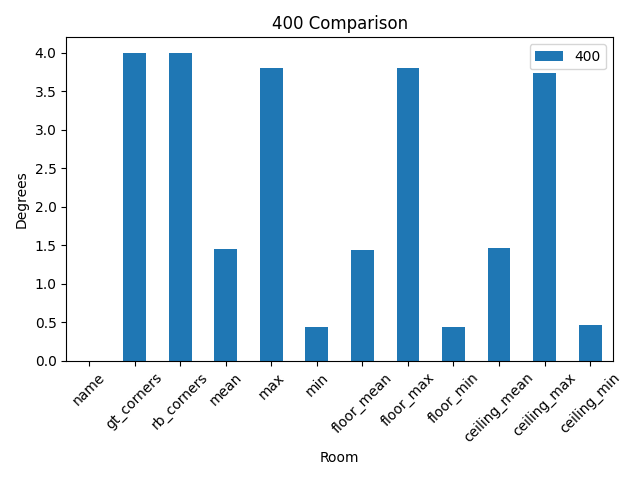 400 Comparison
400
Degrees
4.0
3.5
3.0
2.5
2.0
1.5
1.0
0.5
0.0
name
gt_corners
rb_corners
mean
max
min
floor_mean
floor_max
floor_min
ceiling_mean
ceiling_max
ceiling_min
Room